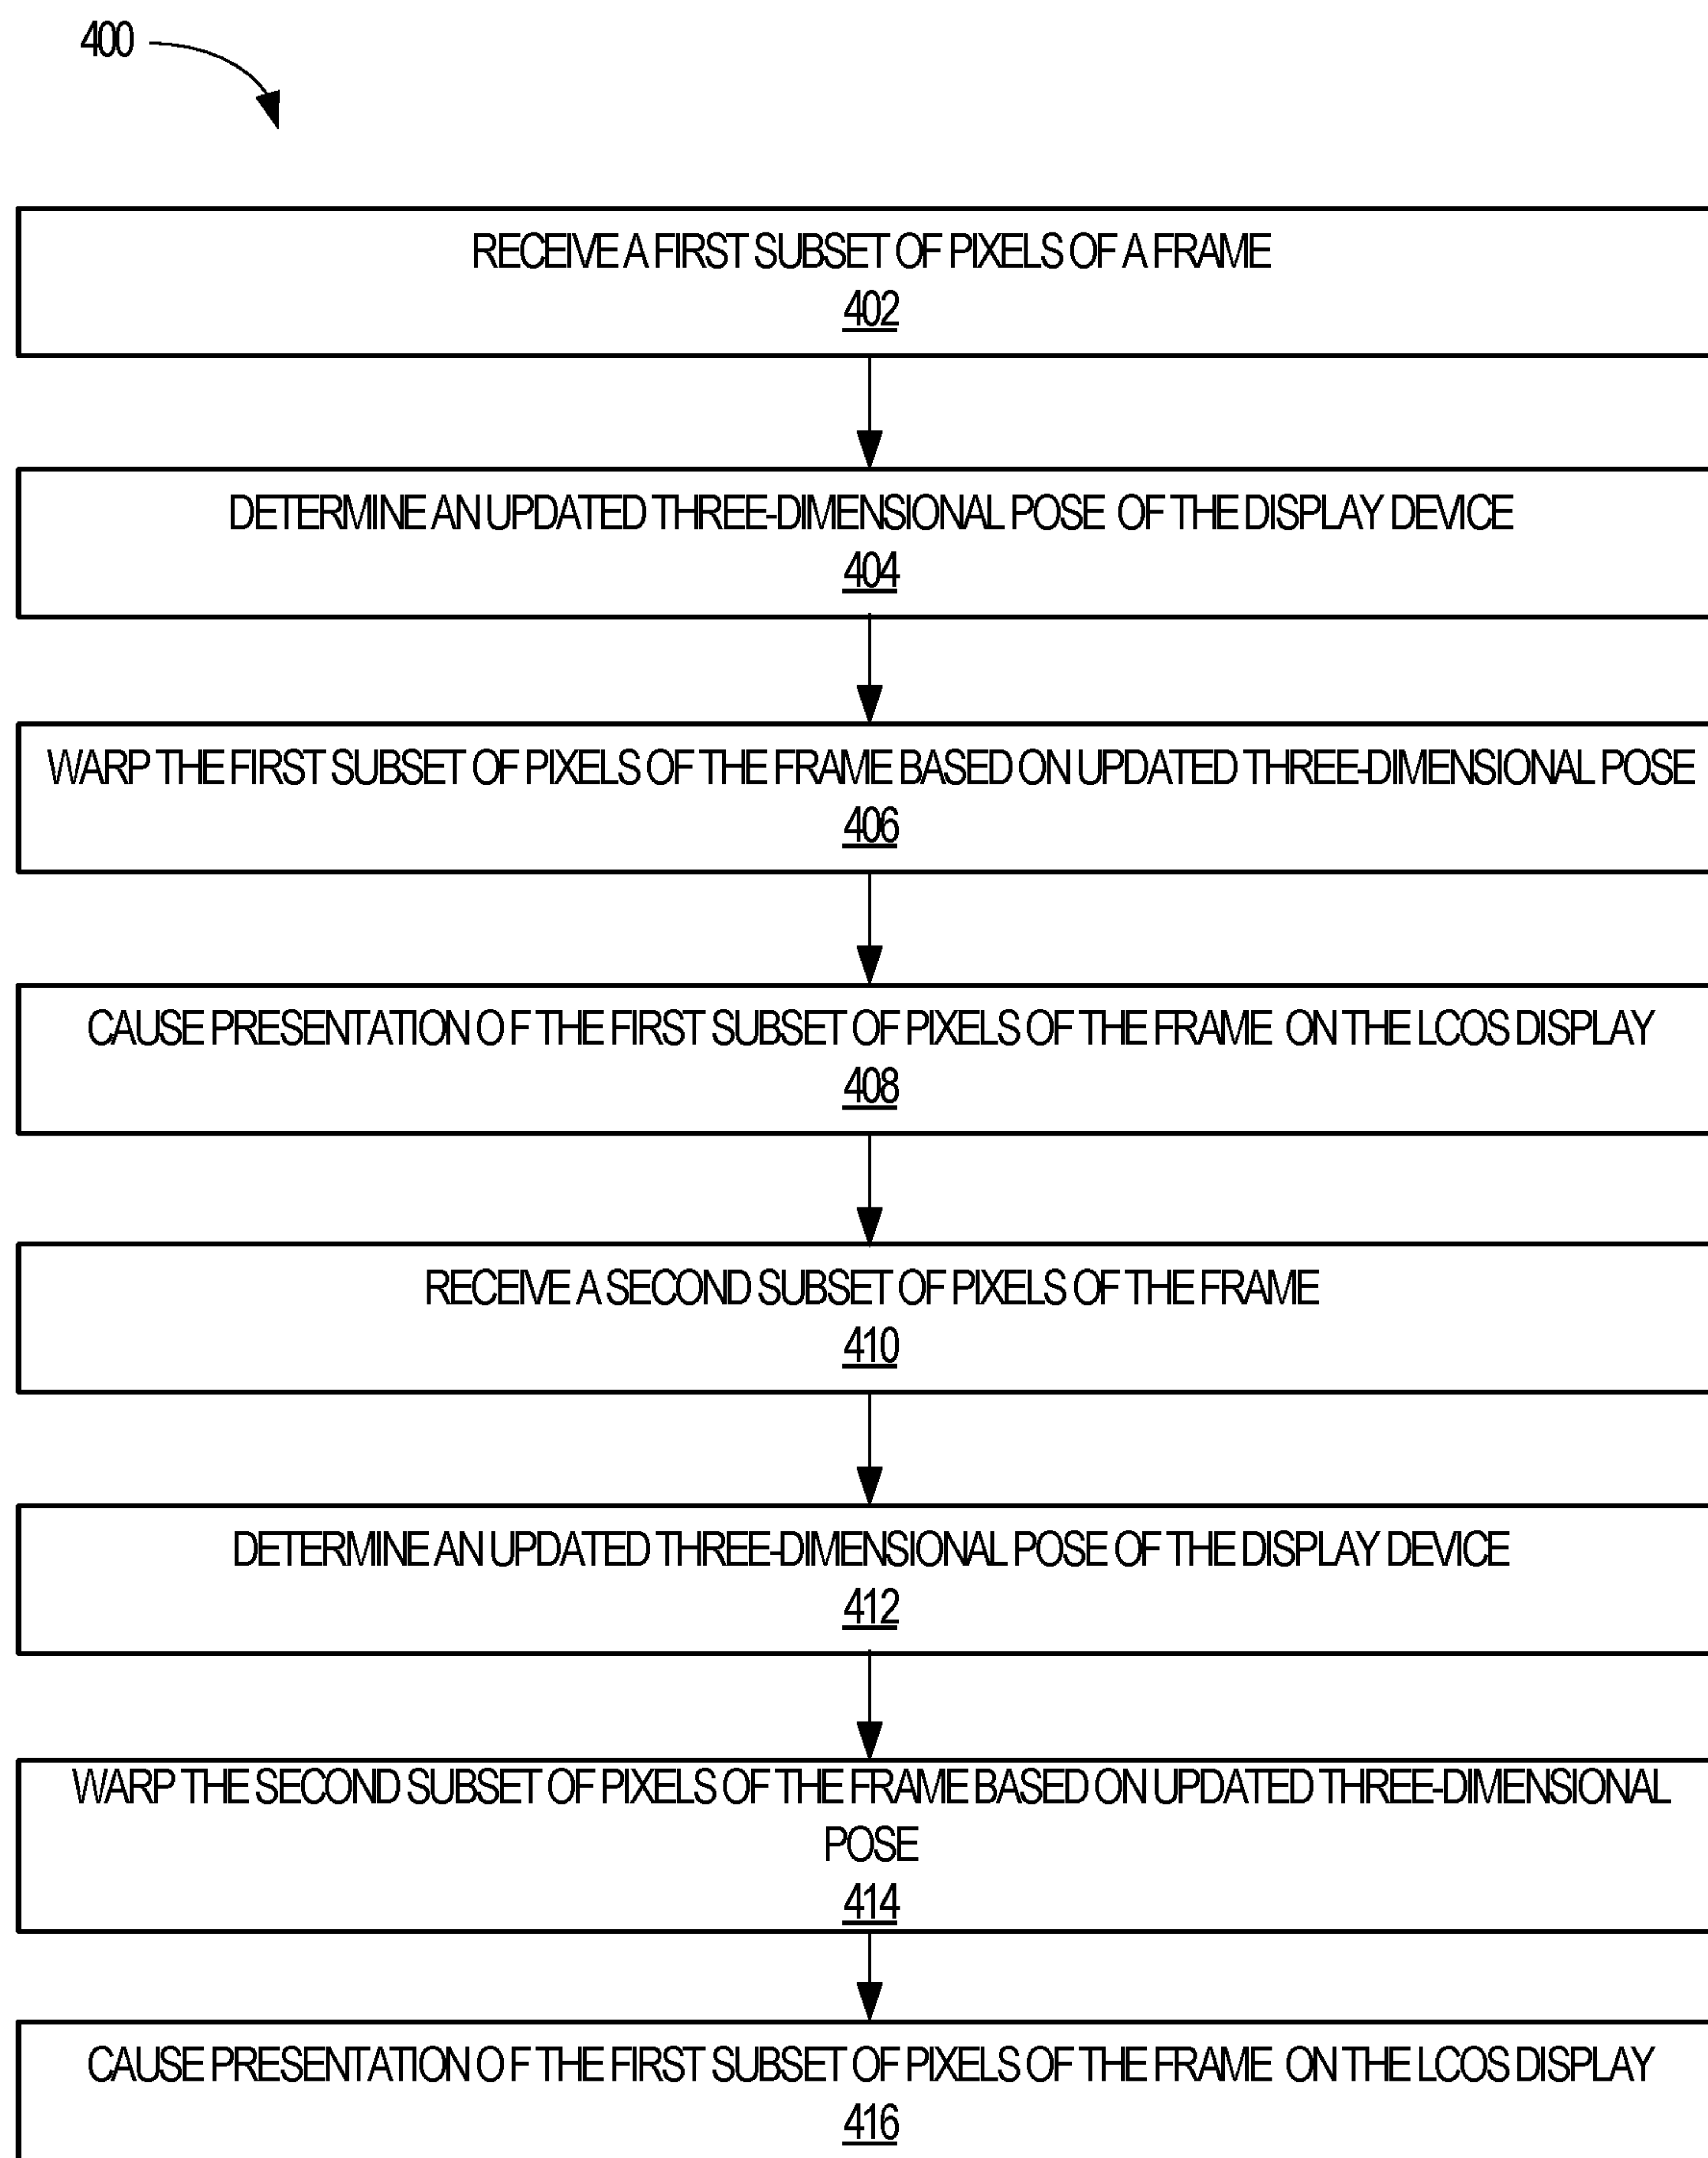 400
RECEIVE A FIRST SUBSET OF PIXELS OF A FRAME
402
DETERMINE AN UPDATED THREE-DIMENSIONAL POSE OF THE DISPLAY DEVICE
404
WARP THE FIRST SUBSET OF PIXELS OF THE FRAME BASED ON UPDATED THREE-DIMENSIONAL POSE
406
CAUSE PRESENTATION O F THE FIRST SUBSET OF PIXELS OF THE FRAME ON THE LCOS DISPLAY
408
RECEIVE A SECOND SUBSET OF PIXELS OF THE FRAME
410
DETERMINE AN UPDATED THREE-DIMENSIONAL POSE OF THE DISPLAY DEVICE
412
WARP THE SECOND SUBSET OF PIXELS OF THE FRAME BASED ON UPDATED THREE-DIMENSIONAL
POSE
414
CAUSE PRESENTATION O F THE FIRST SUBSET OF PIXELS OF THE FRAME ON THE LCOS DISPLAY
416